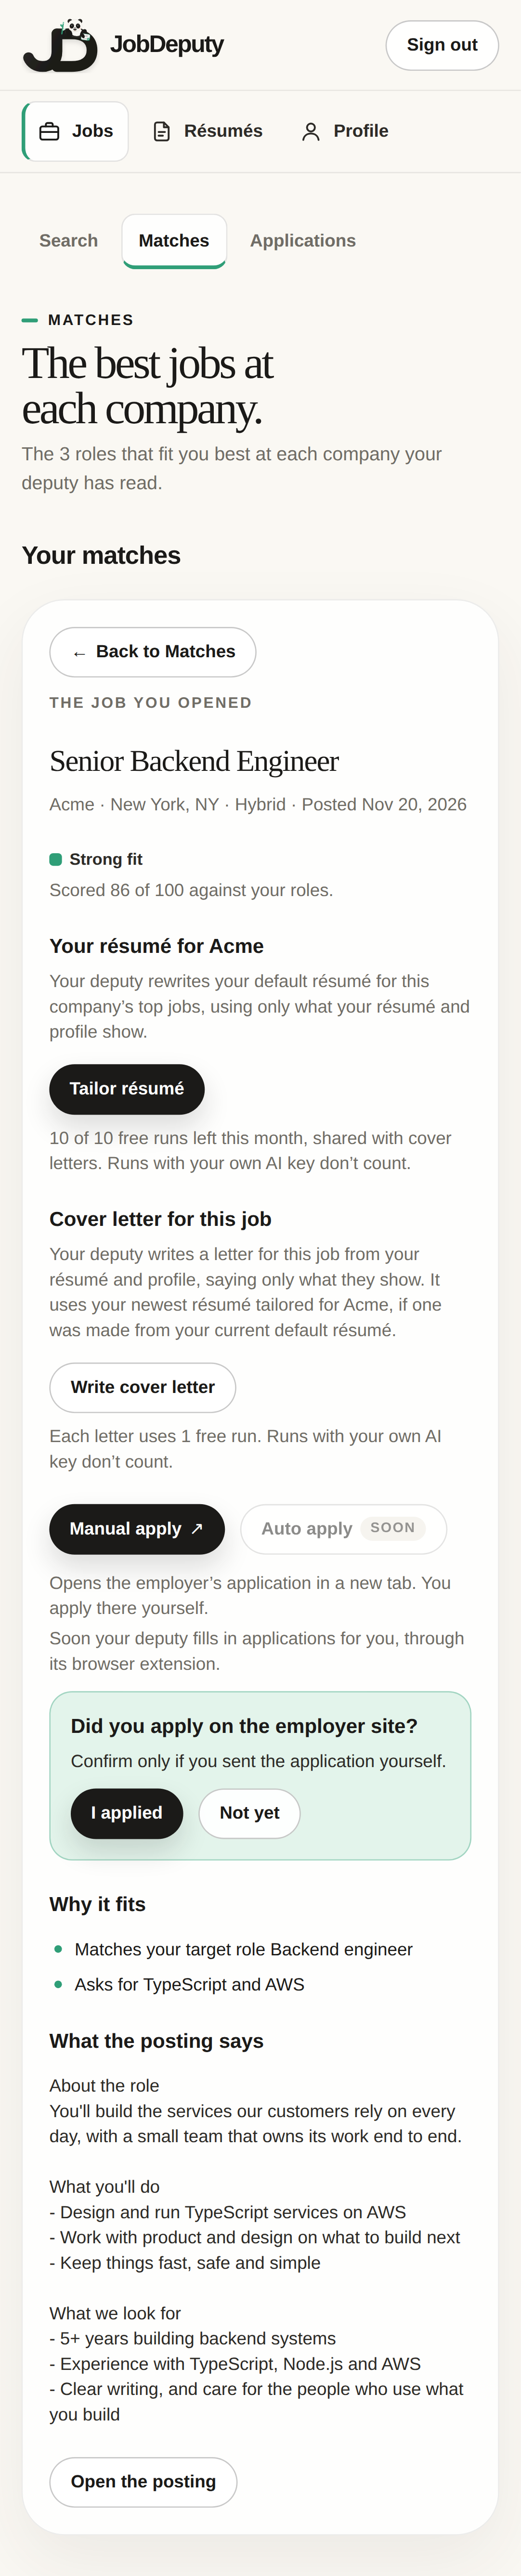 JD JobDeputy
Sign out
Jobs
Résumés
Profile
Search
Matches
Applications
MATCHES
The best jobs at
each company.
The 3 roles that fit you best at each company your
deputy has read.
Your matches
← Back to Matches
THE JOB YOU OPENED
Senior Backend Engineer
Acme · New York, NY · Hybrid · Posted Nov 20, 2026
Strong fit
Scored 86 of 100 against your roles.
Your résumé for Acme
Your deputy rewrites your default résumé for this
company’s top jobs, using only what your résumé and
profile show.
Tailor résumé
10 of 10 free runs left this month, shared with cover
letters. Runs with your own AI key don’t count.
Cover letter for this job
Your deputy writes a letter for this job from your
résumé and profile, saying only what they show. It
uses your newest résumé tailored for Acme, if one
was made from your current default résumé.
Write cover letter
Each letter uses 1 free run. Runs with your own AI
key don’t count.
Manual apply ↗
Auto apply SOON
Opens the employer’s application in a new tab. You
apply there yourself.
Soon your deputy fills in applications for you, through
its browser extension.
Did you apply on the employer site?
Confirm only if you sent the application yourself.
I applied
Not yet
Why it fits
Matches your target role Backend engineer
Asks for TypeScript and AWS
What the posting says
About the role
You'll build the services our customers rely on every
day, with a small team that owns its work end to end.
What you'll do
- Design and run TypeScript services on AWS
- Work with product and design on what to build next
- Keep things fast, safe and simple
What we look for
- 5+ years building backend systems
- Experience with TypeScript, Node.js and AWS
- Clear writing, and care for the people who use what
you build
Open the posting